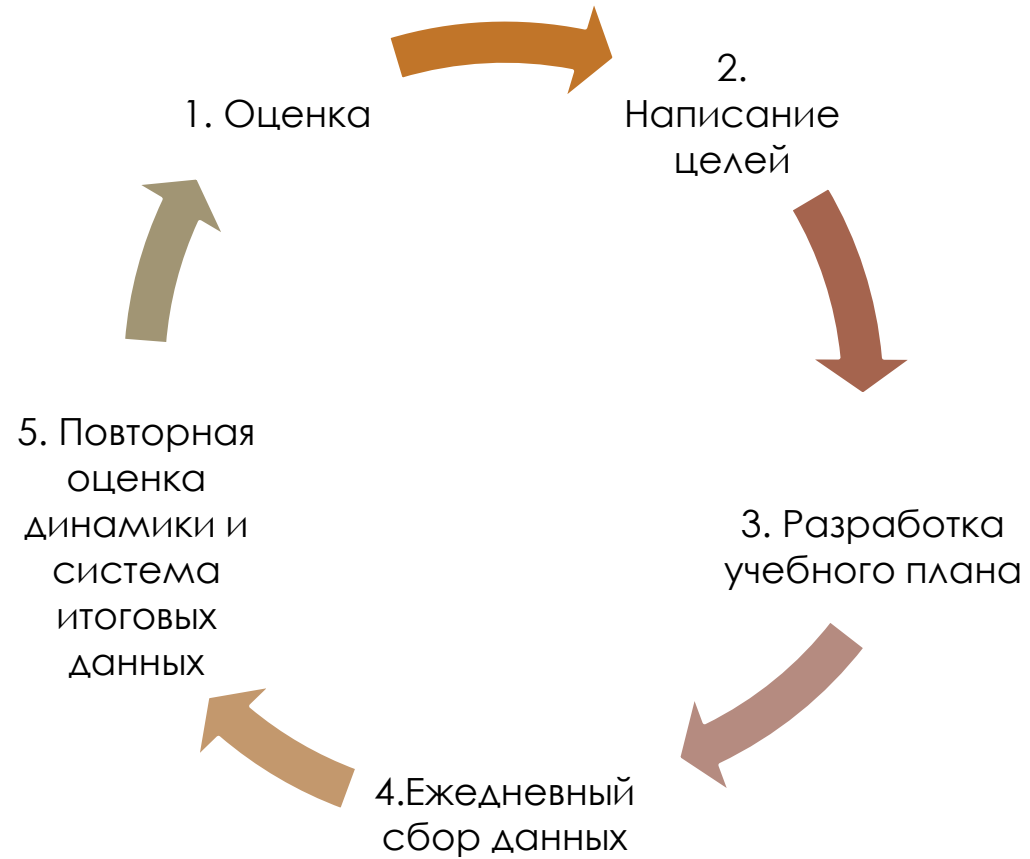 1. Оценка
2.
Написание
целей
3. Разработка
учебного плана
4.Ежедневный
сбор данных
5. Повторная
оценка
динамики и
система
итоговых
данных